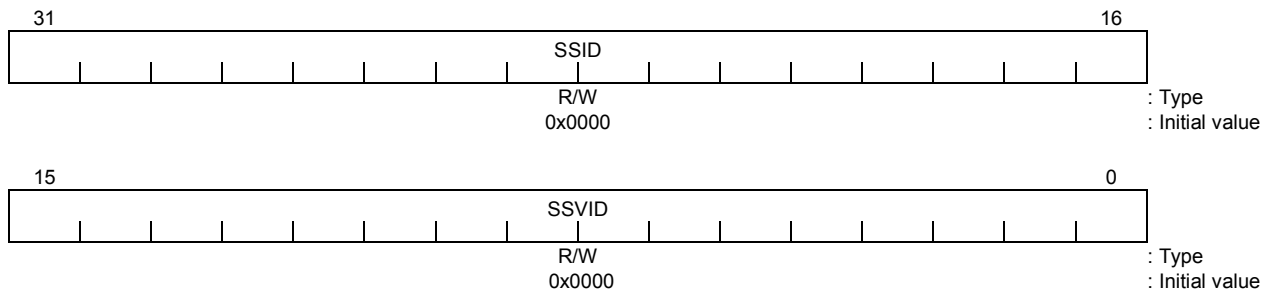 31 16
SSID
R/W : Type
0x0000 : Initial value
15 0
SSVID
R/W : Type
0x0000 : Initial value